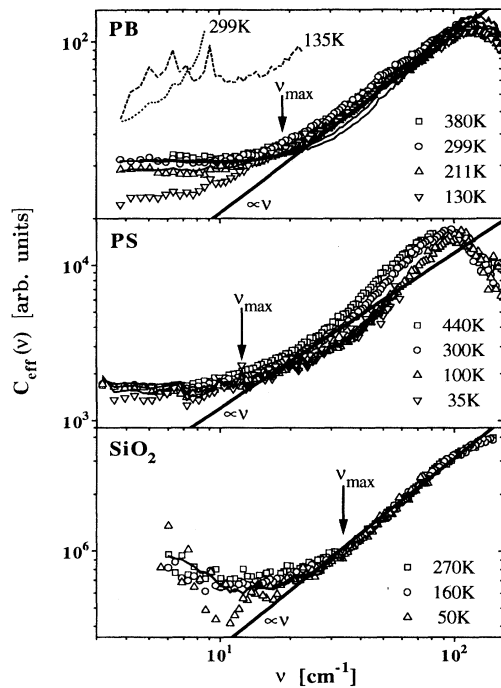 PB
299K
135K
ν_max
10²
□ 380K
○ 299K
△ 211K
▽ 130K
∝ν
PS
10⁴
ν_max
□ 440K
○ 300K
△ 100K
▽ 35K
10³
∝ν
SiO₂
ν_max
10⁶
□ 270K
○ 160K
△ 50K
∝ν
C_eff (ν) [arb. units]
10¹
10²
ν [cm⁻¹]